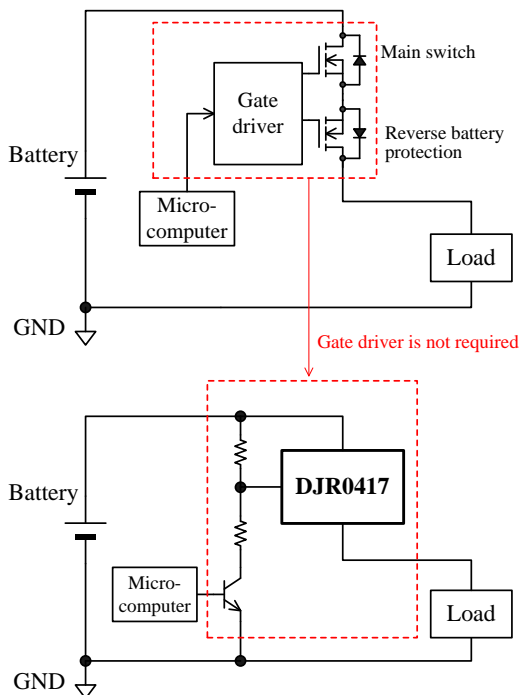 Main switch
Gate
driver
Reverse battery
protection
Battery
Micro-
computer
Load
GND
Gate driver is not required
Battery
DJR0417
Micro-
computer
Load
GND